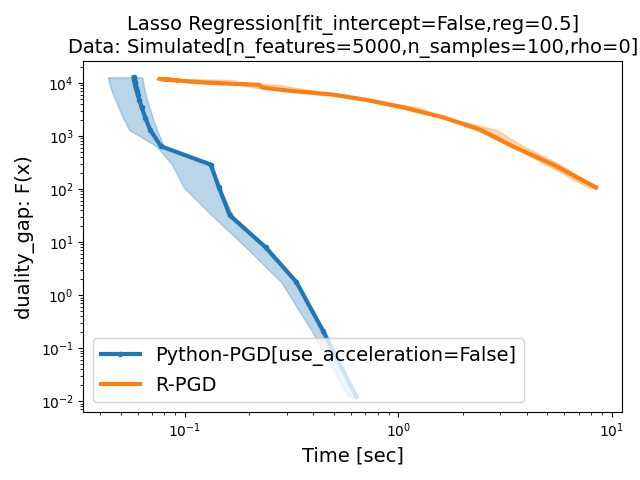 Lasso Regression[fit_intercept=False,reg=0.5]
Data: Simulated[n_features=5000,n_samples=100,rho=0]
duality_gap: F(x)
10⁴
10³
10²
10¹
10⁰
10⁻¹
10⁻²
Python-PGD[use_acceleration=False]
R-PGD
10⁻¹
10⁰
10¹
Time [sec]